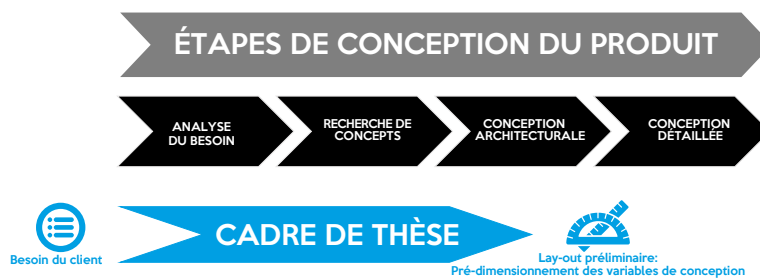 ÉTAPES DE CONCEPTION DU PRODUIT
ANALYSE
DU BESOIN
RECHERCHE DE
CONCEPTS
CONCEPTION
ARCHITECTURALE
CONCEPTION
DÉTAILLÉE
CADRE DE THÈSE
Besoin du client
Lay-out préliminaire:
Pré-dimensionnement des variables de conception